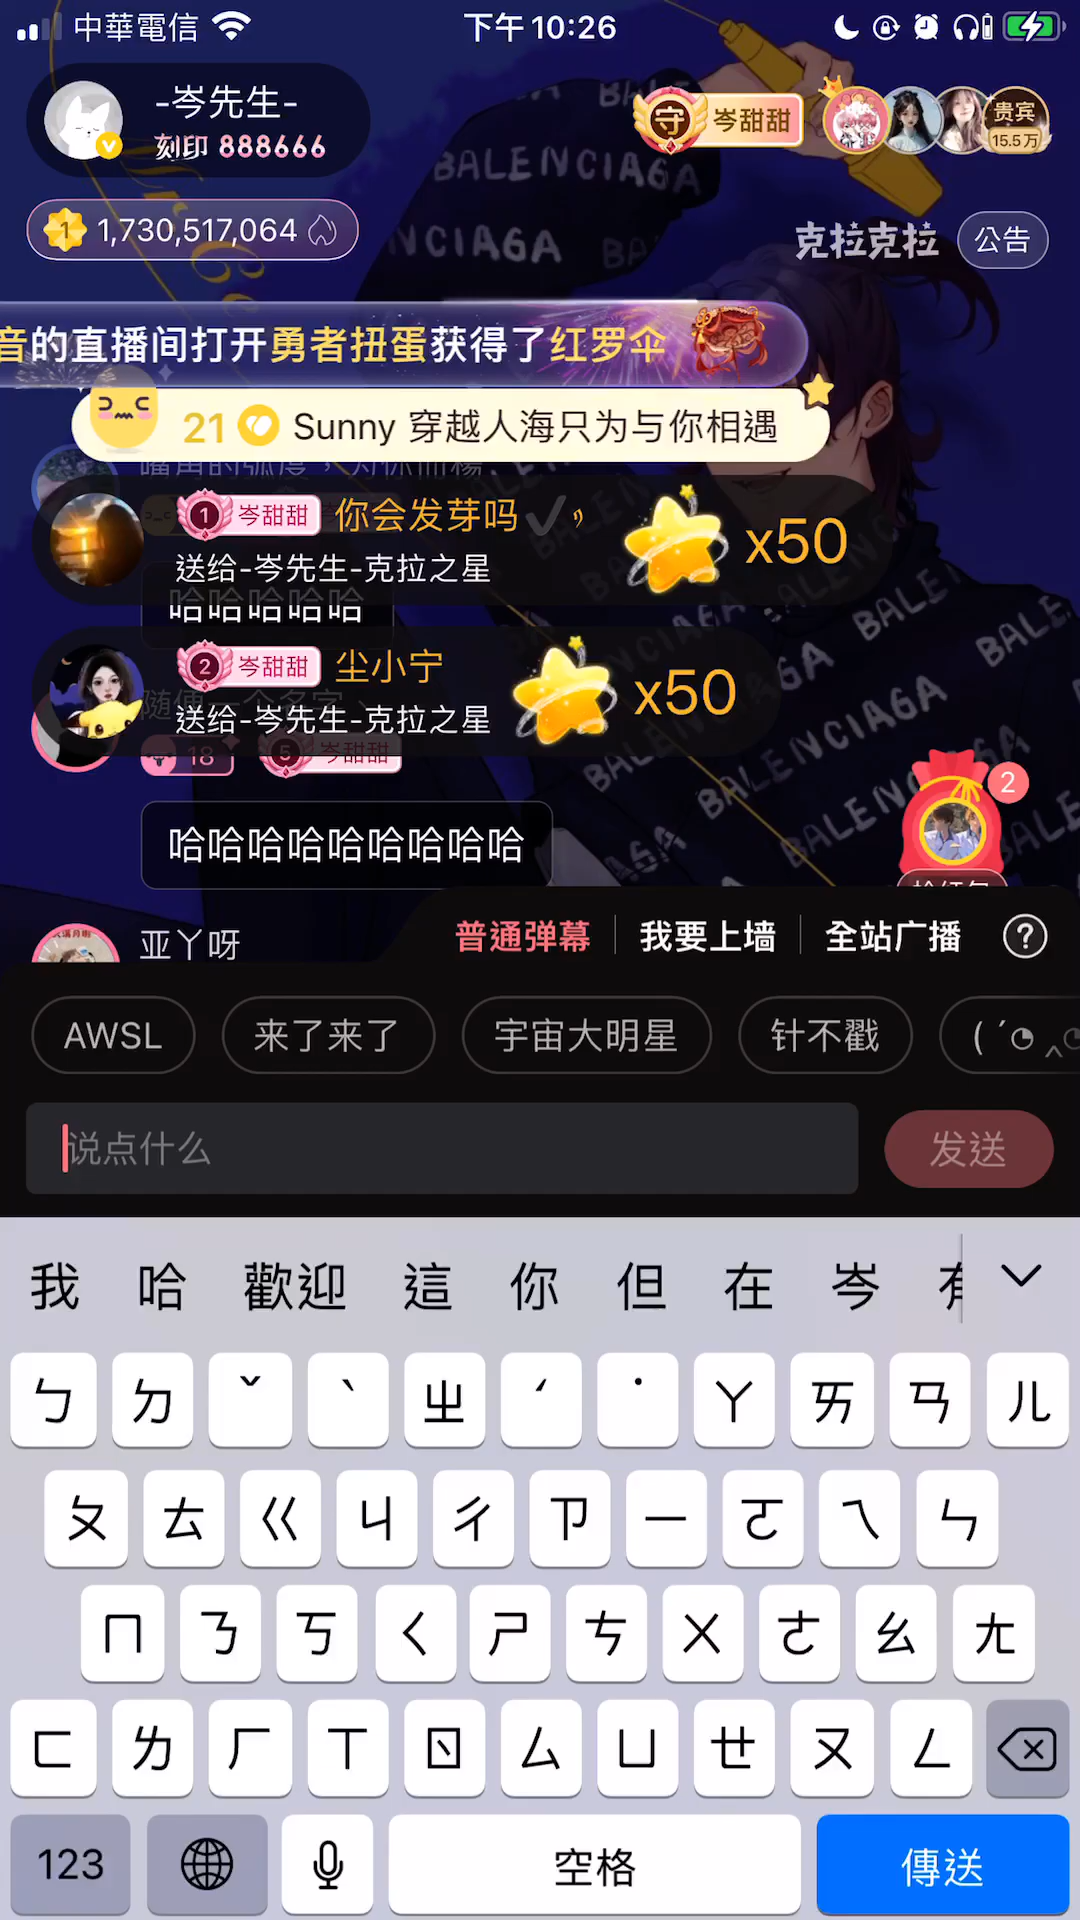 中華電信
下午10:26
-岑先生-
刻印 888666
守 岑甜甜
贵宾
15.5万
1 1,730,517,064
克拉克拉
公告
BALENCIAGA
音的直播间打开勇者扭蛋获得了红罗伞
21 Sunny 穿越人海只为与你相遇
1 岑甜甜 你会发芽吗
送给-岑先生-克拉之星
x50
哈哈哈哈哈
2 岑甜甜 尘小宁
送给-岑先生-克拉之星
x50
18 5 岑甜甜
哈哈哈哈哈哈哈哈哈
2
亚丫呀
普通弹幕 我要上墙 全站广播 ?
AWSL 来了来了 宇宙大明星 针不戳
说点什么
发送
我 哈 歡迎 這 你 但 在 岑
ㄅ ㄉ ˇ ˋ ㄓ ˊ ˙ ㄚ ㄞ ㄢ ㄦ
ㄆ ㄊ ㄍ ㄐ ㄔ ㄗ ㄧ ㄛ ㄟ ㄣ
ㄇ ㄋ ㄎ ㄑ ㄕ ㄘ ㄨ ㄜ ㄠ ㄤ
ㄈ ㄌ ㄏ ㄒ ㄖ ㄙ ㄩ ㄝ ㄡ ㄥ
123 空格 傳送